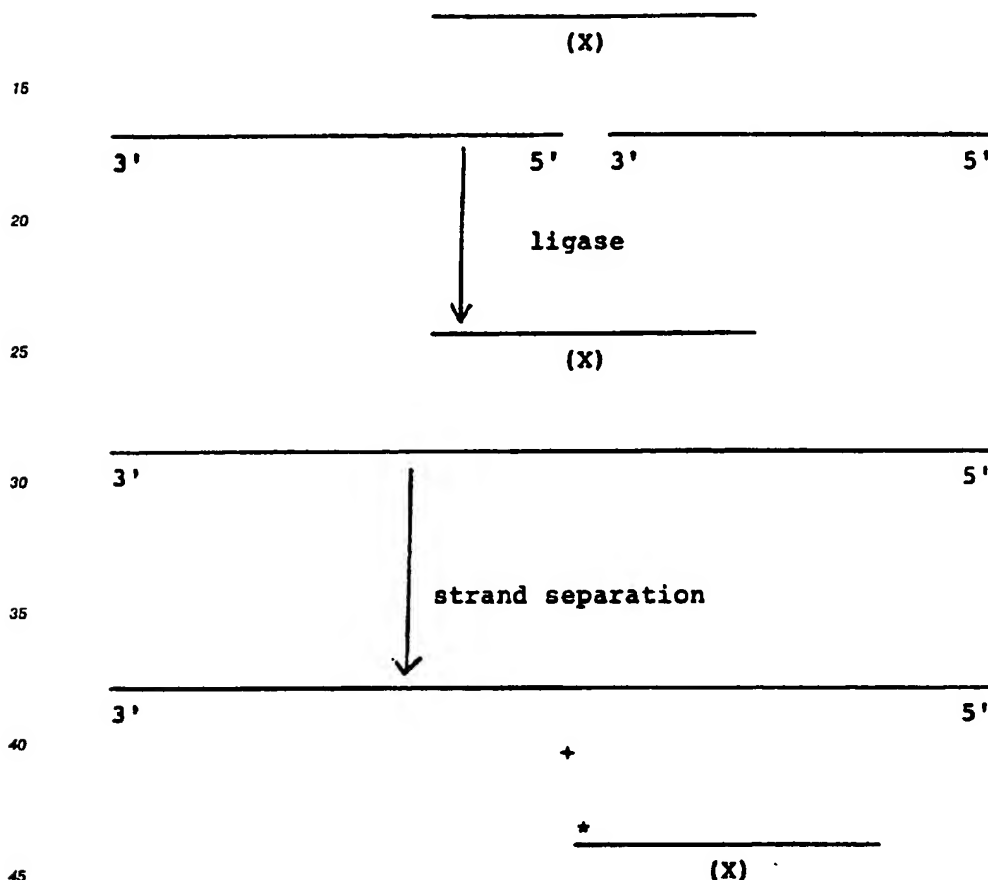 (X)
15
3' 5' 3' 5'
20
ligase
25
(X)
30
3' 5'
35
strand separation
3' 5'
40
+
*
(X)
45